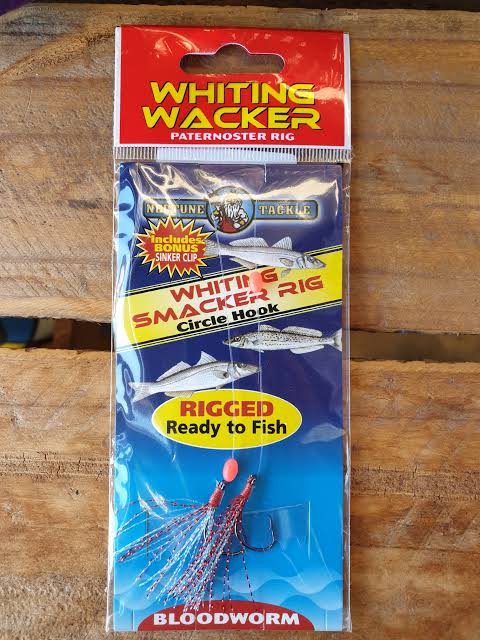 WHITING
WACKER
PATERNOSTER RIG
NEPTUNE TACKLE
Includes
BONUS
SINKER CLIP
WHITING
SMACKER RIG
Circle Hook
RIGGED
Ready to Fish
BLOODWORM